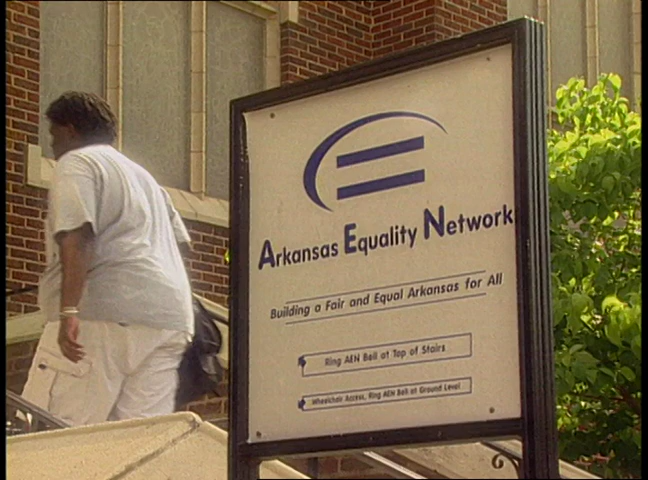 Arkansas Equality Network
Building a Fair and Equal Arkansas for All
Ring AEN Bell at Top of Stairs
Wheelchair Access, Ring AEN Bell at Ground Level